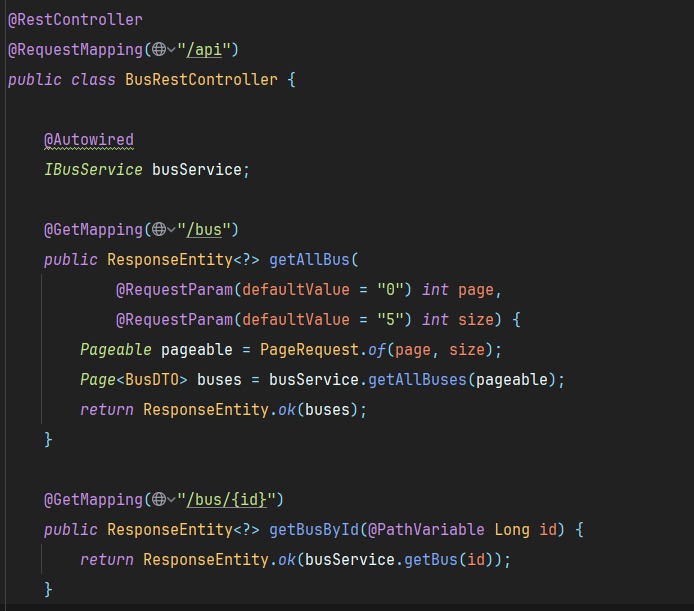 @RestController
@RequestMapping("/api")
public class BusRestController {
@Autowired
IBusService busService;
@GetMapping("/bus")
public ResponseEntity<?> getAllBus(
@RequestParam(defaultValue = "0") int page,
@RequestParam(defaultValue = "5") int size) {
Pageable pageable = PageRequest.of(page, size);
Page<BusDTO> buses = busService.getAllBuses(pageable);
return ResponseEntity.ok(buses);
}
@GetMapping("/bus/{id}")
public ResponseEntity<?> getBusById(@PathVariable Long id) {
return ResponseEntity.ok(busService.getBus(id));
}